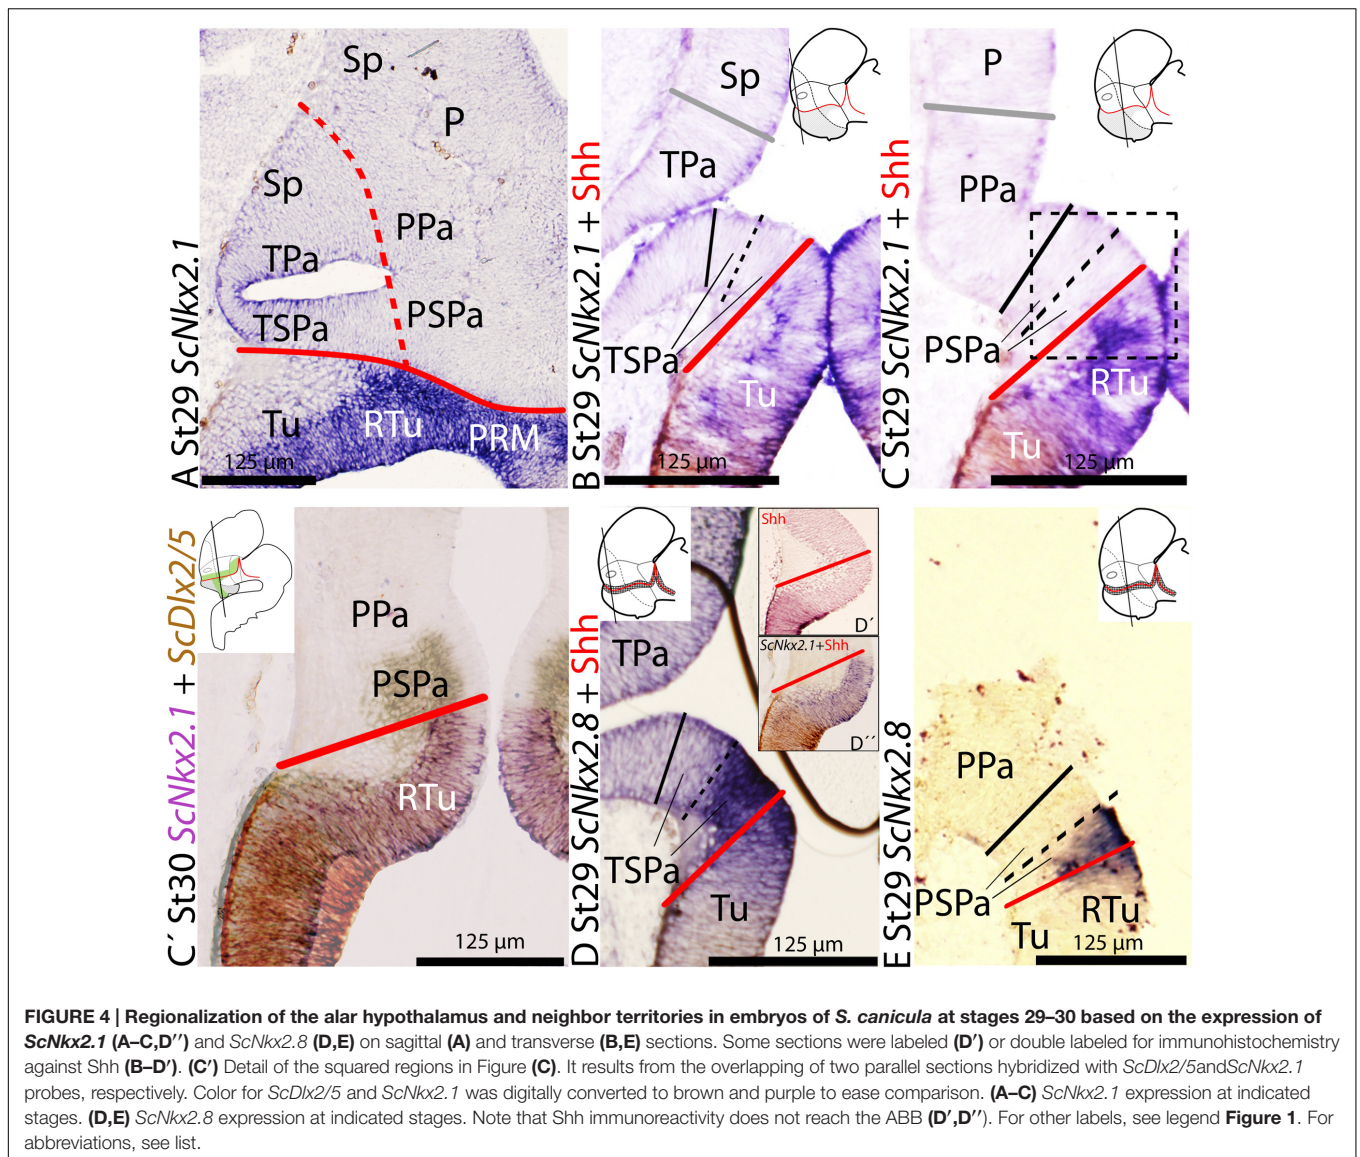 A St29 ScNkx2.1
Sp
P
Sp
PPa
TPa
PSPa
TSPa
Tu
RTu
PRM
125 µm
B St29 ScNkx2.1 + Shh
Sp
TPa
TSPa
Tu
125 µm
C St29 ScNkx2.1 + Shh
P
PPa
PSPa
RTu
Tu
125 µm
C´ St30 ScNkx2.1 + ScDlx2/5
PPa
PSPa
RTu
125 µm
D St29 ScNkx2.8 + Shh
TPa
TSPa
Tu
125 µm
Shh
D´
ScNkx2.1+Shh
D´´
E St29 ScNkx2.8
PPa
PSPa
RTu
Tu
125 µm
FIGURE 4 | Regionalization of the alar hypothalamus and neighbor territories in embryos of S. canicula at stages 29–30 based on the expression of
ScNkx2.1 (A–C,D′′) and ScNkx2.8 (D,E) on sagittal (A) and transverse (B,E) sections. Some sections were labeled (D′) or double labeled for immunohistochemistry
against Shh (B–D′). (C′) Detail of the squared regions in Figure (C). It results from the overlapping of two parallel sections hybridized with ScDlx2/5andScNkx2.1
probes, respectively. Color for ScDlx2/5 and ScNkx2.1 was digitally converted to brown and purple to ease comparison. (A–C) ScNkx2.1 expression at indicated
stages. (D,E) ScNkx2.8 expression at indicated stages. Note that Shh immunoreactivity does not reach the ABB (D′,D′′). For other labels, see legend Figure 1. For
abbreviations, see list.